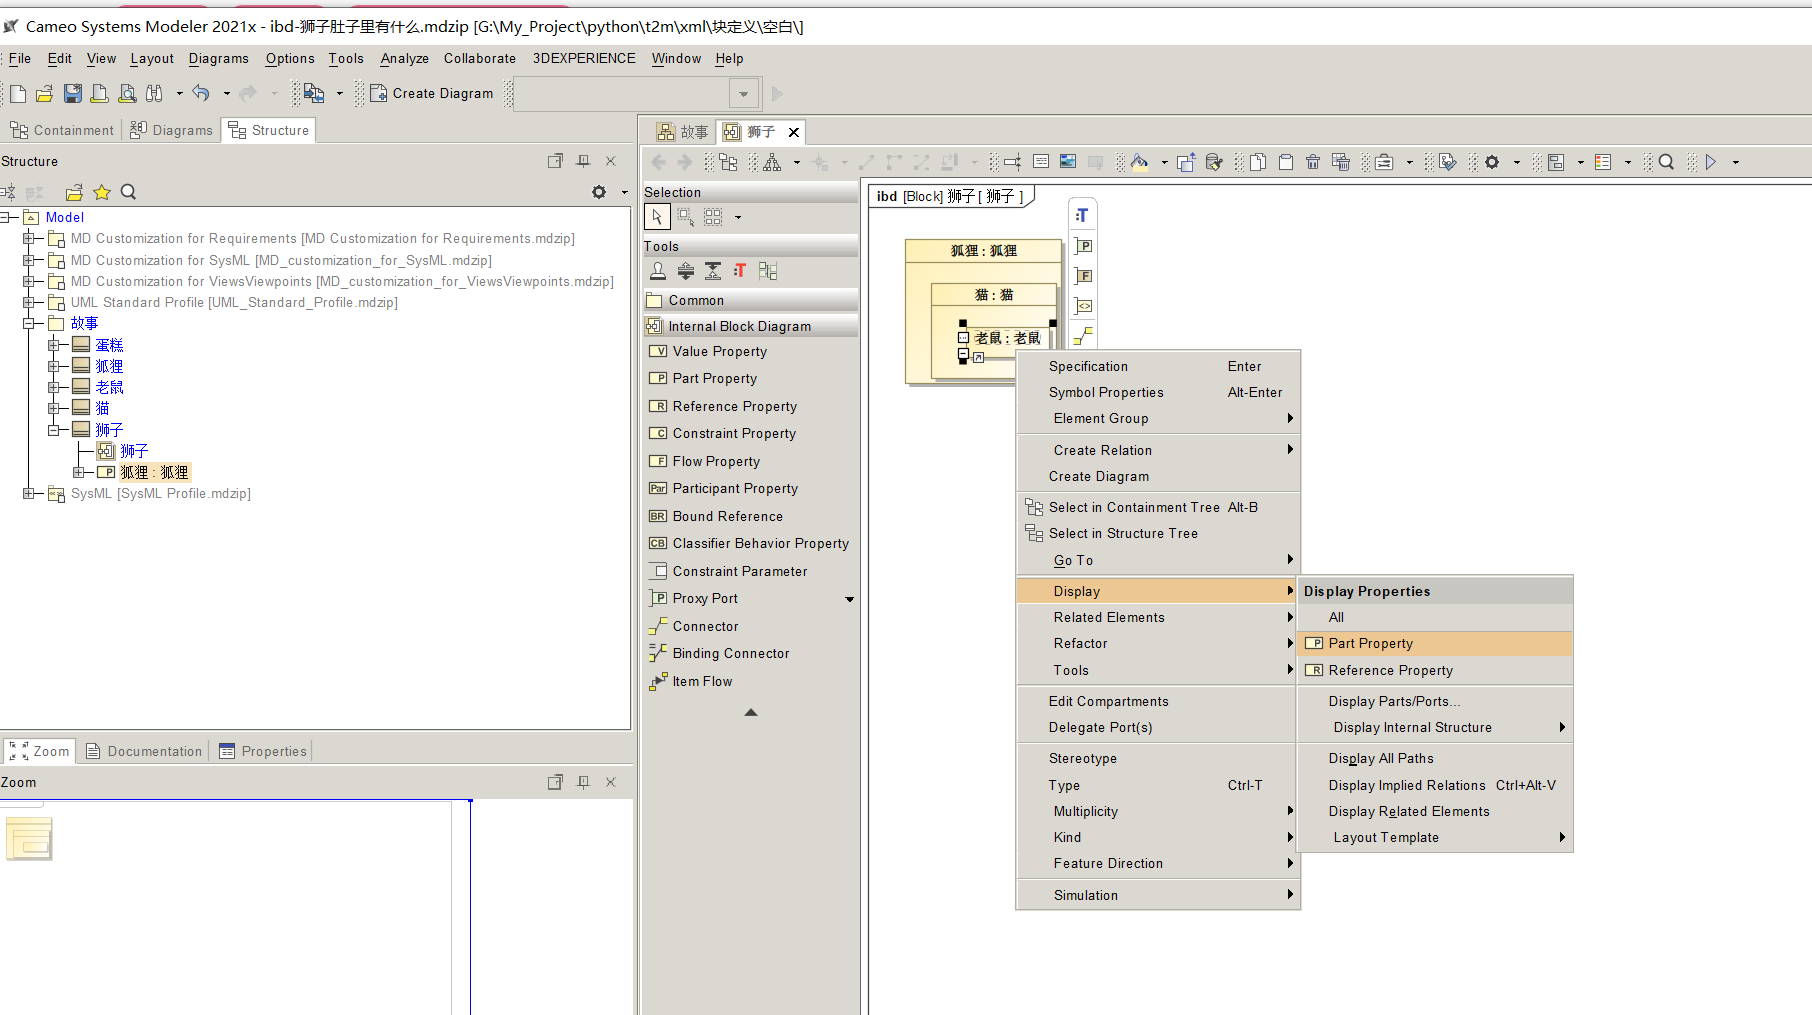 Cameo Systems Modeler 2021x - ibd-狮子肚子里有什么.mdzip [G:\My_Project\python\t2m\xml\块定义\空白\]
File Edit View Layout Diagrams Options Tools Analyze Collaborate 3DEXPERIENCE Window Help
Create Diagram
Containment Diagrams Structure
Structure
Model
MD Customization for Requirements [MD Customization for Requirements.mdzip]
MD Customization for SysML [MD_customization_for_SysML.mdzip]
MD Customization for ViewsViewpoints [MD_customization_for_ViewsViewpoints.mdzip]
UML Standard Profile [UML_Standard_Profile.mdzip]
故事
蛋糕
狐狸
老鼠
猫
狮子
狮子
P 狐狸 : 狐狸
SysML [SysML Profile.mdzip]
Zoom Documentation Properties
Zoom
故事 狮子
Selection
Tools
:T
Common
Internal Block Diagram
V Value Property
P Part Property
R Reference Property
C Constraint Property
F Flow Property
Par Participant Property
BR Bound Reference
CB Classifier Behavior Property
Constraint Parameter
P Proxy Port
Connector
Binding Connector
Item Flow
ibd [Block] 狮子 [ 狮子 ]
狐狸 : 狐狸
猫 : 猫
老鼠 : 老鼠
:T
P
F
<>
Specification Enter
Symbol Properties Alt-Enter
Element Group
Create Relation
Create Diagram
Select in Containment Tree Alt-B
Select in Structure Tree
Go To
Display
Related Elements
Refactor
Tools
Edit Compartments
Delegate Port(s)
Stereotype
Type Ctrl-T
Multiplicity
Kind
Feature Direction
Simulation
Display Properties
All
P Part Property
R Reference Property
Display Parts/Ports...
Display Internal Structure
Display All Paths
Display Implied Relations Ctrl+Alt-V
Display Related Elements
Layout Template